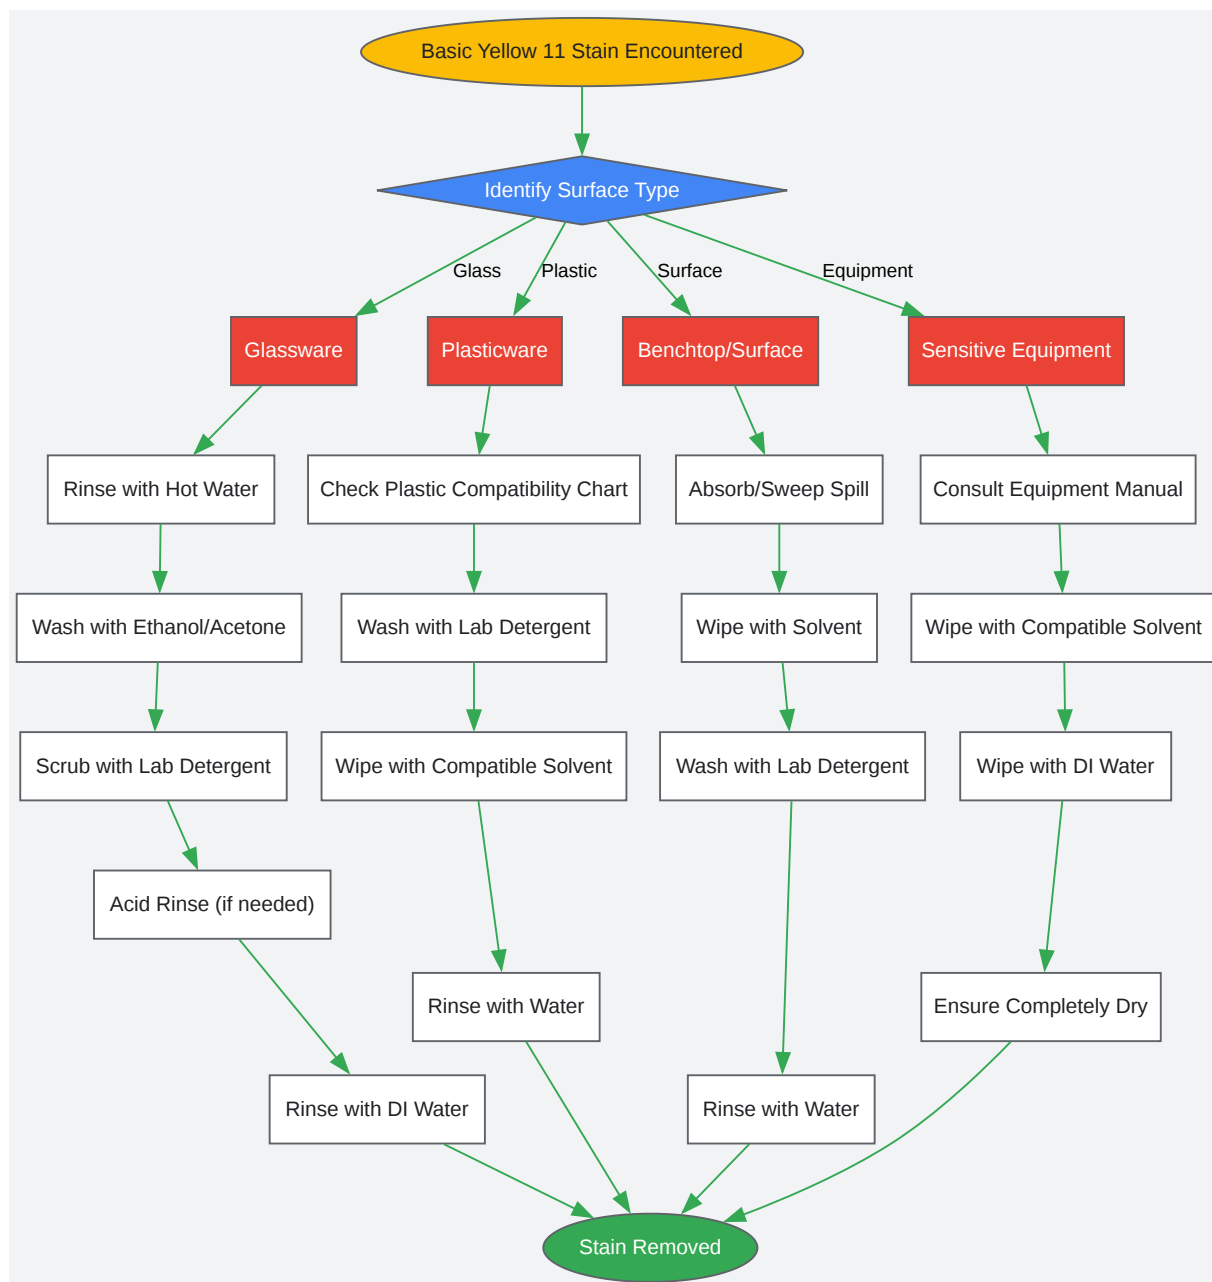 Basic Yellow 11 Stain Encountered
Identify Surface Type
Glass
Plastic
Surface
Equipment
Glassware
Plasticware
Benchtop/Surface
Sensitive Equipment
Rinse with Hot Water
Check Plastic Compatibility Chart
Absorb/Sweep Spill
Consult Equipment Manual
Wash with Ethanol/Acetone
Wash with Lab Detergent
Wipe with Solvent
Wipe with Compatible Solvent
Scrub with Lab Detergent
Wipe with Compatible Solvent
Wash with Lab Detergent
Wipe with DI Water
Acid Rinse (if needed)
Rinse with Water
Ensure Completely Dry
Rinse with DI Water
Rinse with Water
Stain Removed